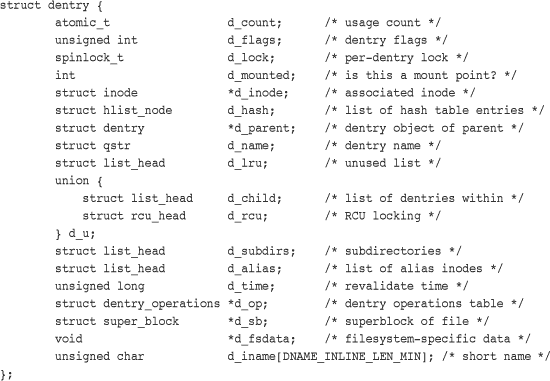 struct dentry {
        atomic_t                 d_count;      /* usage count */
        unsigned int             d_flags;      /* dentry flags */
        spinlock_t               d_lock;       /* per-dentry lock */
        int                      d_mounted;    /* is this a mount point? */
        struct inode             *d_inode;     /* associated inode */
        struct hlist_node        d_hash;       /* list of hash table entries */
        struct dentry            *d_parent;    /* dentry object of parent */
        struct qstr              d_name;       /* dentry name */
        struct list_head         d_lru;        /* unused list */
        union {
            struct list_head     d_child;      /* list of dentries within */
            struct rcu_head      d_rcu;        /* RCU locking */
        } d_u;
        struct list_head         d_subdirs;    /* subdirectories */
        struct list_head         d_alias;      /* list of alias inodes */
        unsigned long            d_time;       /* revalidate time */
        struct dentry_operations *d_op;        /* dentry operations table */
        struct super_block       *d_sb;        /* superblock of file */
        void                     *d_fsdata;    /* filesystem-specific data */
        unsigned char            d_iname[DNAME_INLINE_LEN_MIN]; /* short name */
};